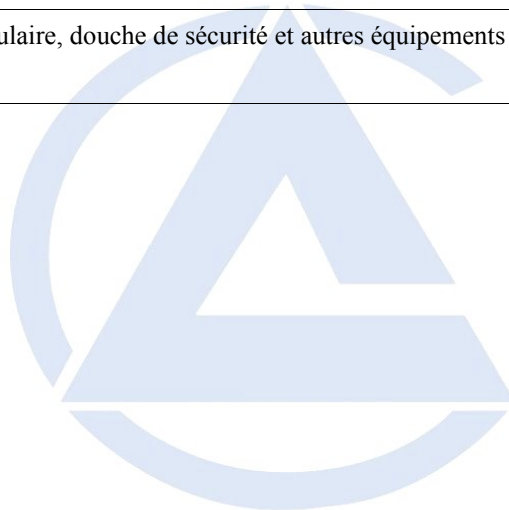 ulaire, douche de sécurité et autres équipements